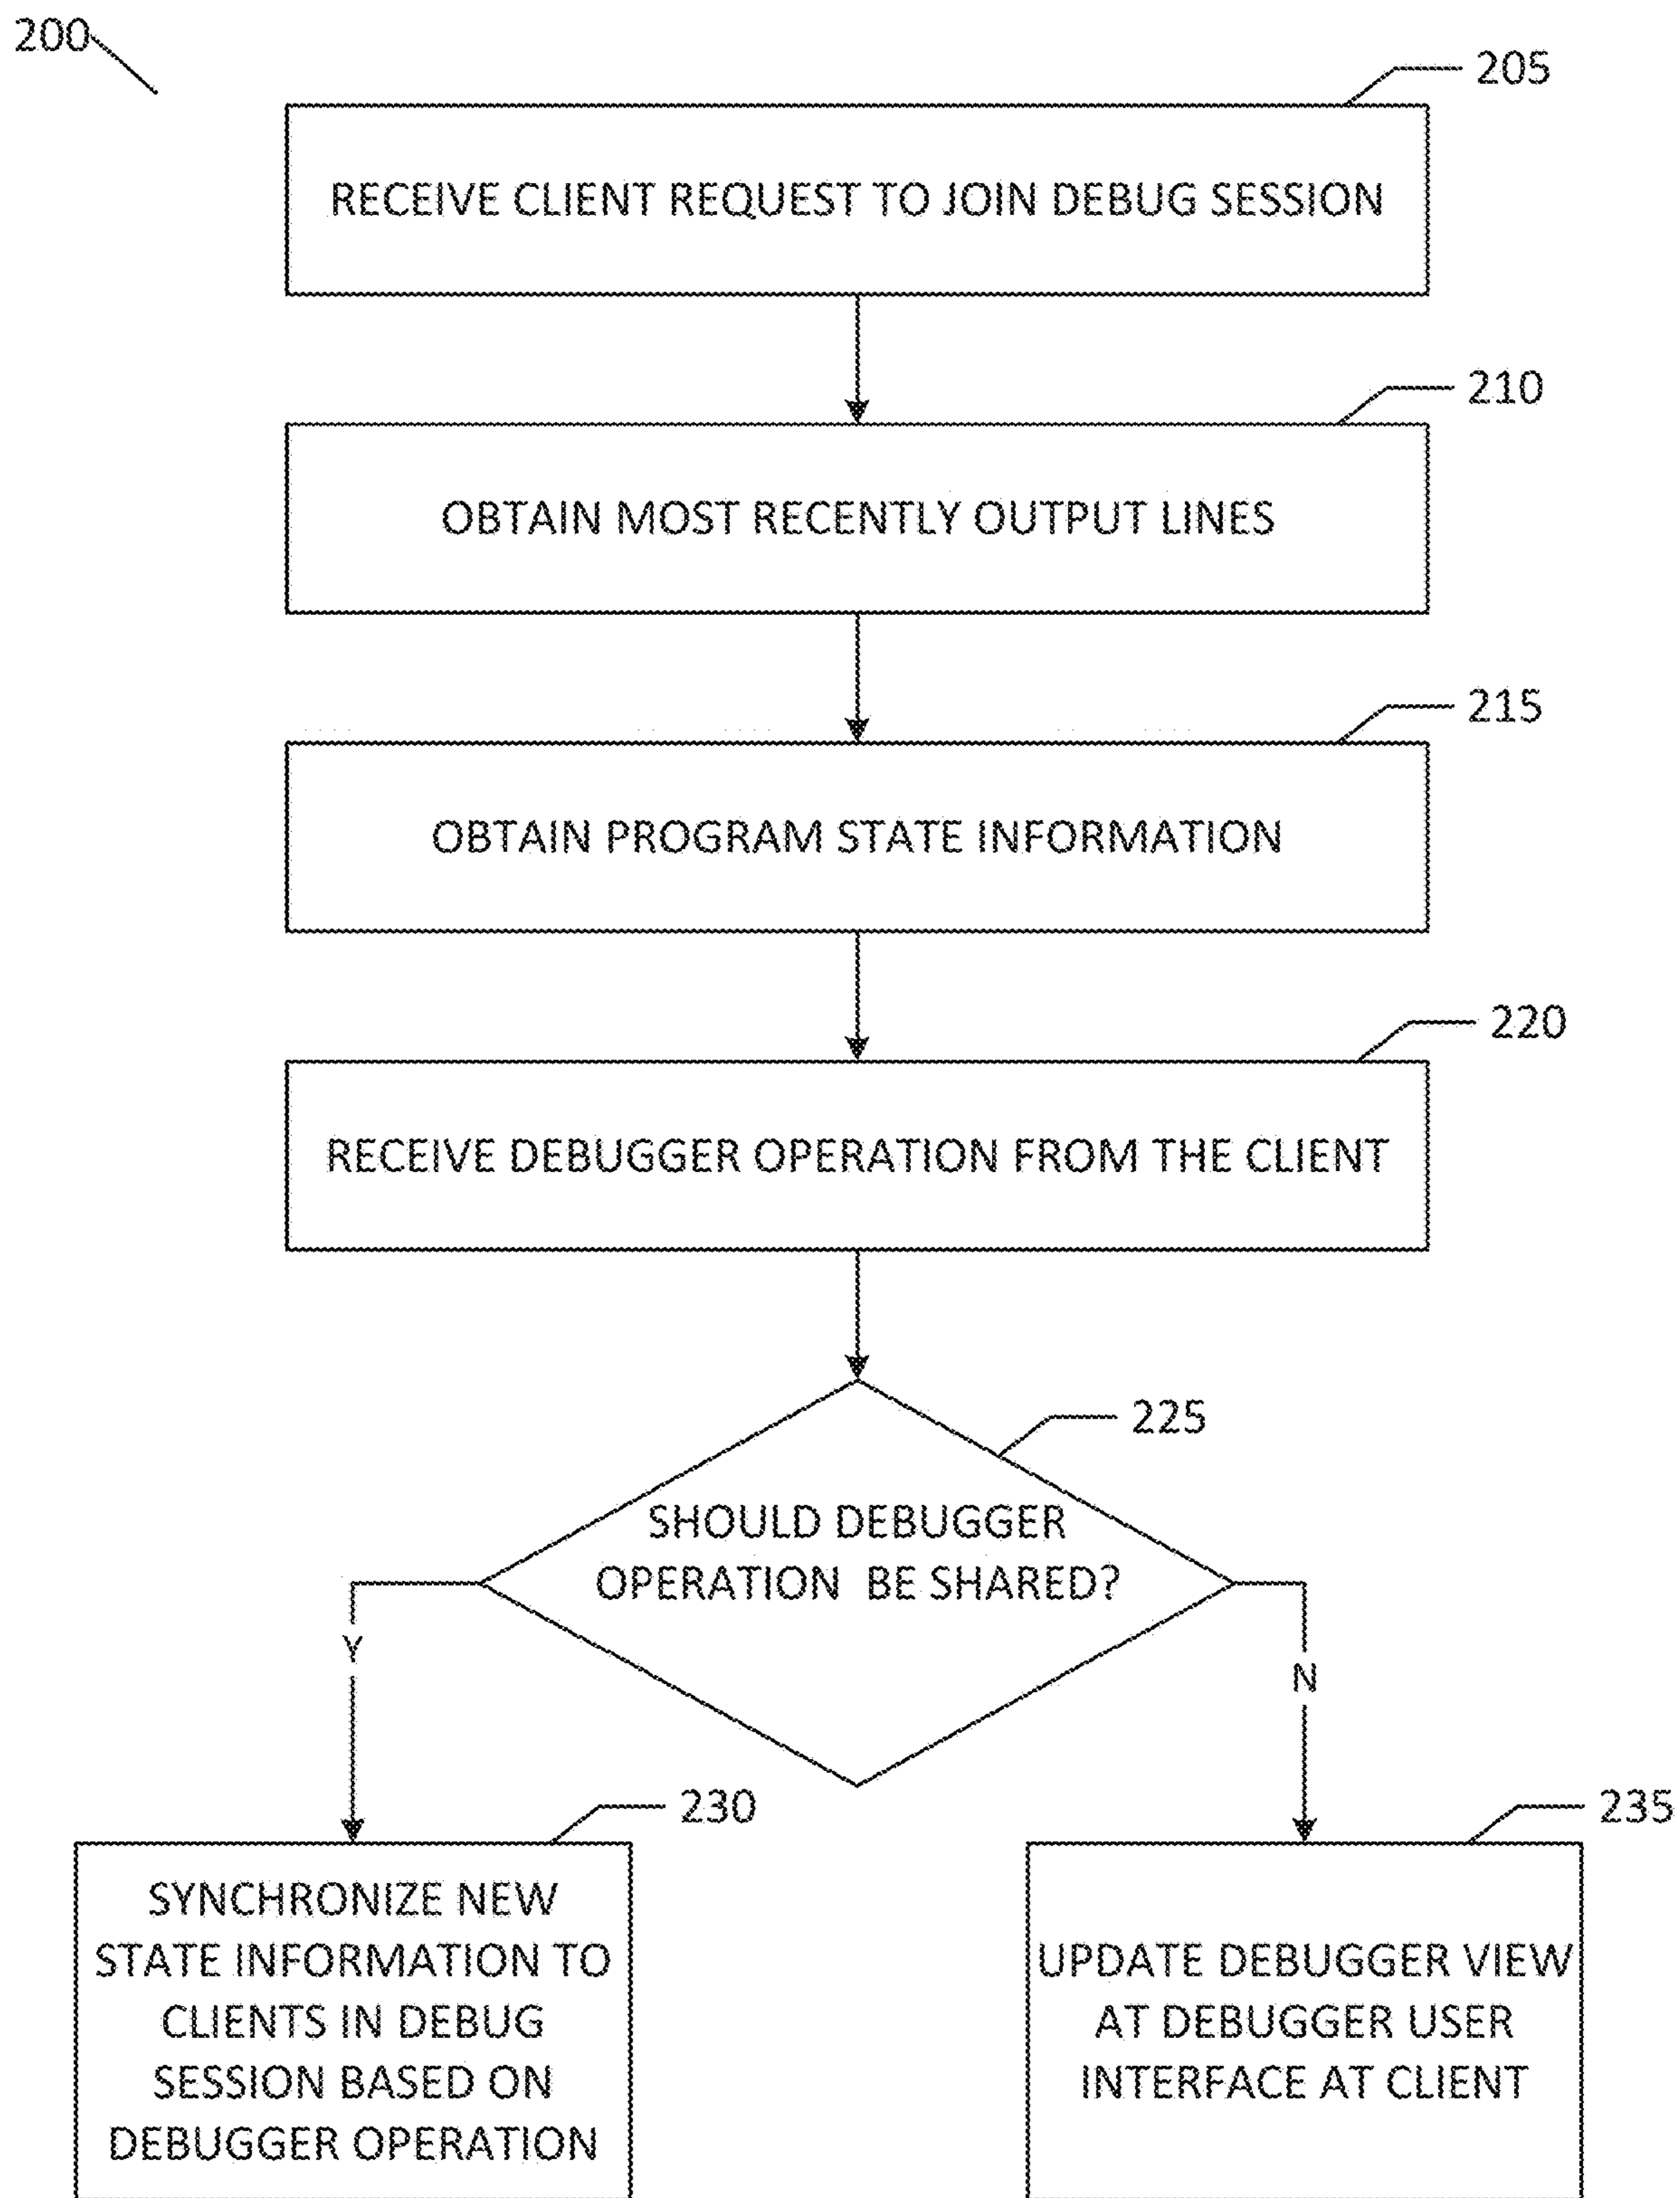 200
205
RECEIVE CLIENT REQUEST TO JOIN DEBUG SESSION
210
OBTAIN MOST RECENTLY OUTPUT LINES
215
OBTAIN PROGRAM STATE INFORMATION
220
RECEIVE DEBUGGER OPERATION FROM THE CLIENT
225
SHOULD DEBUGGER
OPERATION BE SHARED?
Y
N
230
SYNCHRONIZE NEW
STATE INFORMATION TO
CLIENTS IN DEBUG
SESSION BASED ON
DEBUGGER OPERATION
235
UPDATE DEBUGGER VIEW
AT DEBUGGER USER
INTERFACE AT CLIENT